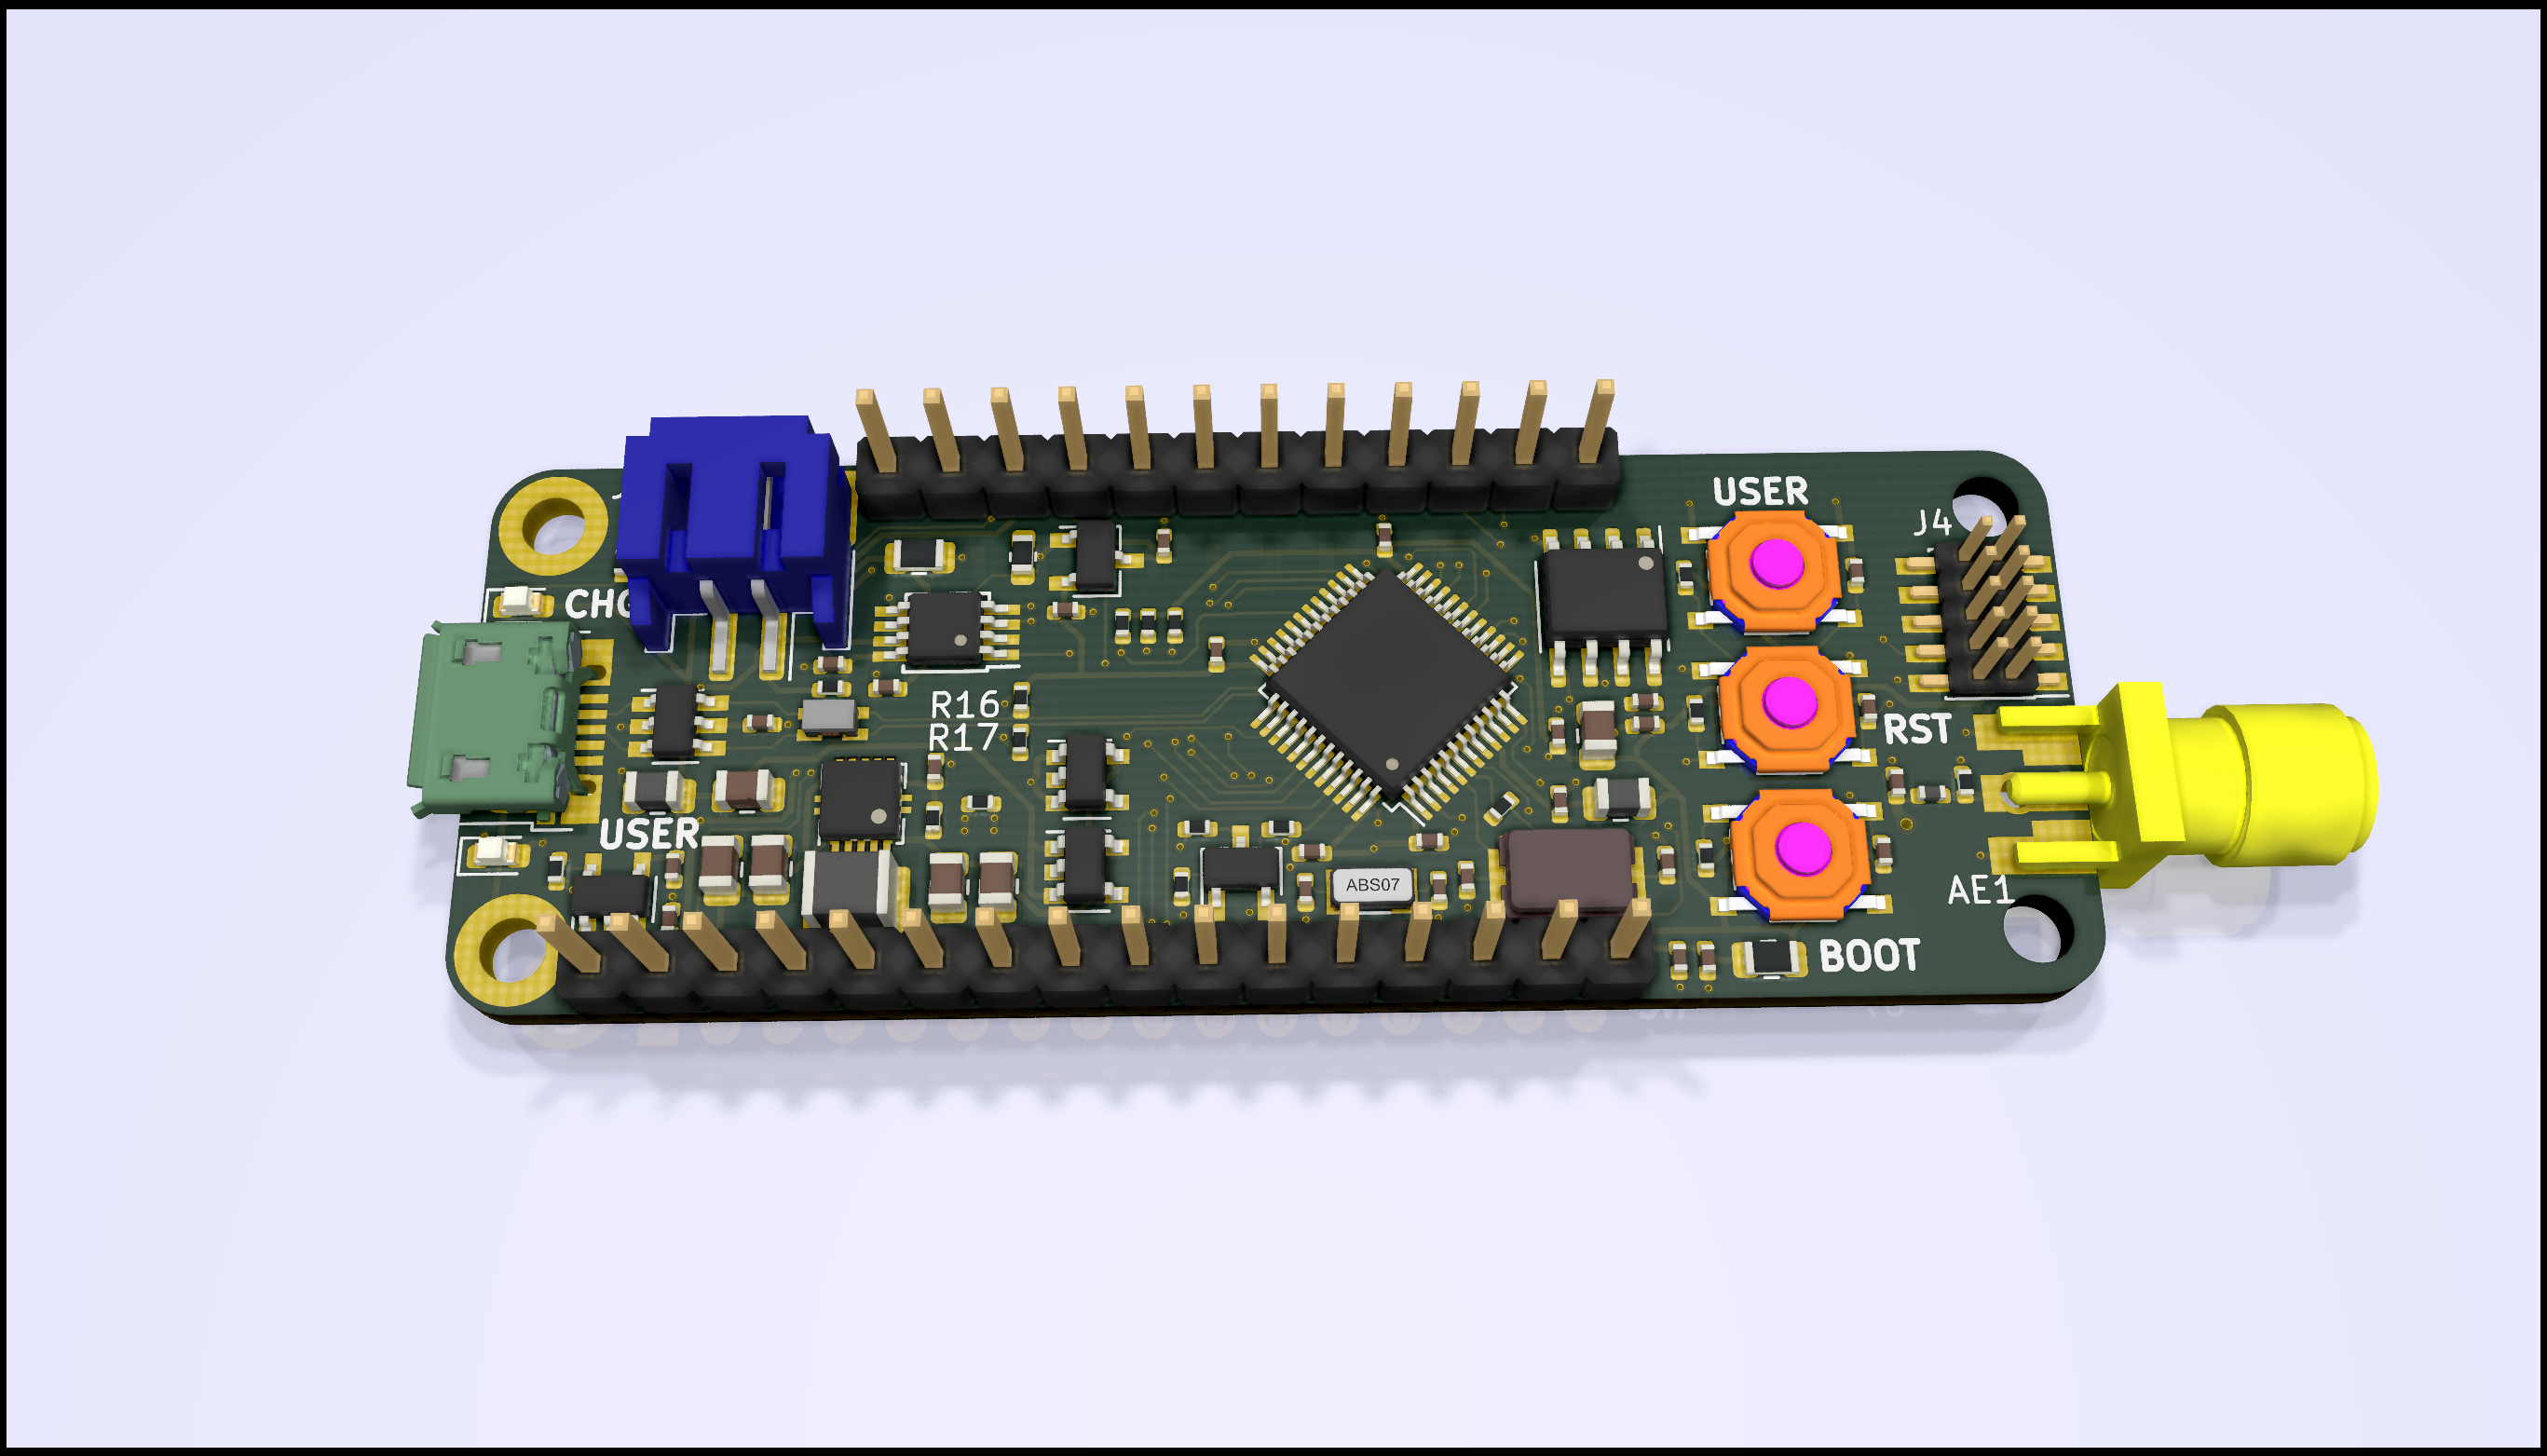 USER
J4
CHG
R16
R17
RST
USER
ABS07
AE1
BOOT